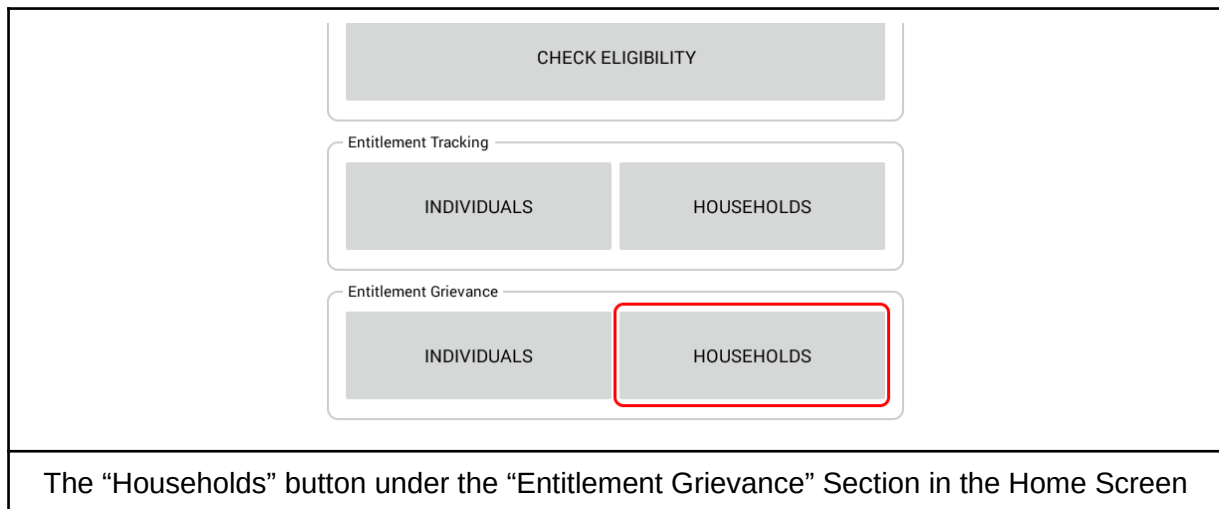 CHECK ELIGIBILITY
Entitlement Tracking
INDIVIDUALS
HOUSEHOLDS
Entitlement Grievance
INDIVIDUALS
HOUSEHOLDS
The “Households” button under the “Entitlement Grievance” Section in the Home Screen